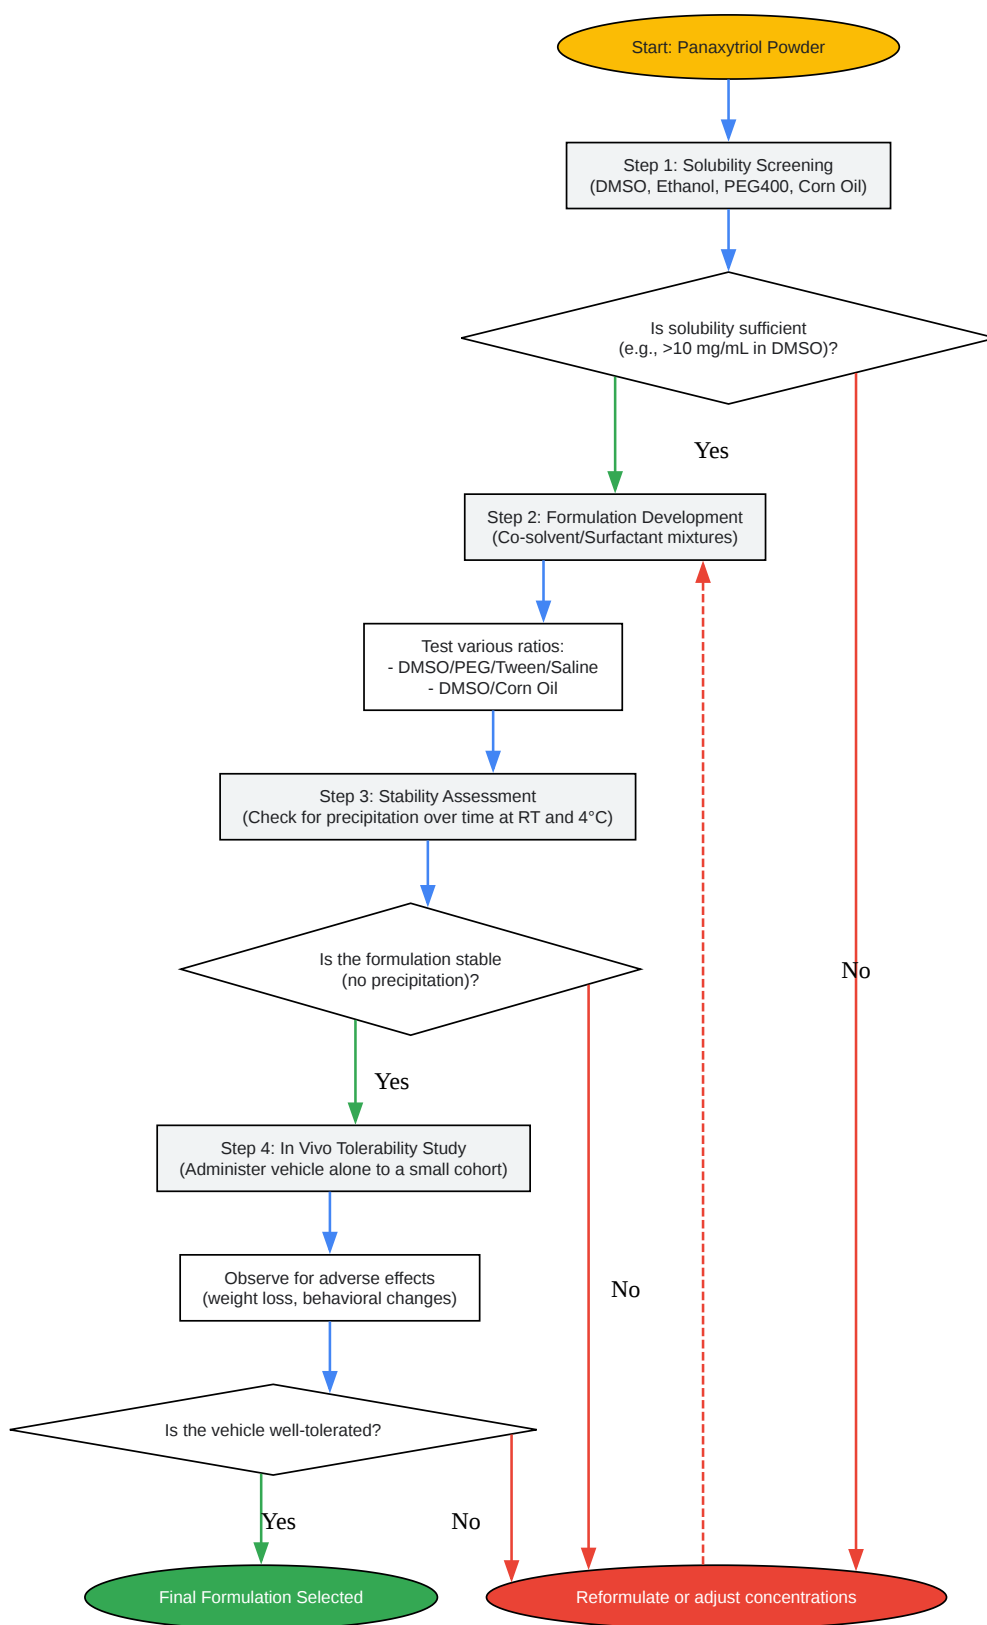 Start: Panaxytriol Powder
Step 1: Solubility Screening
(DMSO, Ethanol, PEG400, Corn Oil)
Is solubility sufficient
(e.g., >10 mg/mL in DMSO)?
Yes
Step 2: Formulation Development
(Co-solvent/Surfactant mixtures)
Test various ratios:
- DMSO/PEG/Tween/Saline
- DMSO/Corn Oil
Step 3: Stability Assessment
(Check for precipitation over time at RT and 4°C)
Is the formulation stable
(no precipitation)?
No
Yes
Step 4: In Vivo Tolerability Study
(Administer vehicle alone to a small cohort)
Observe for adverse effects
(weight loss, behavioral changes)
No
Is the vehicle well-tolerated?
Yes
No
Final Formulation Selected
Reformulate or adjust concentrations